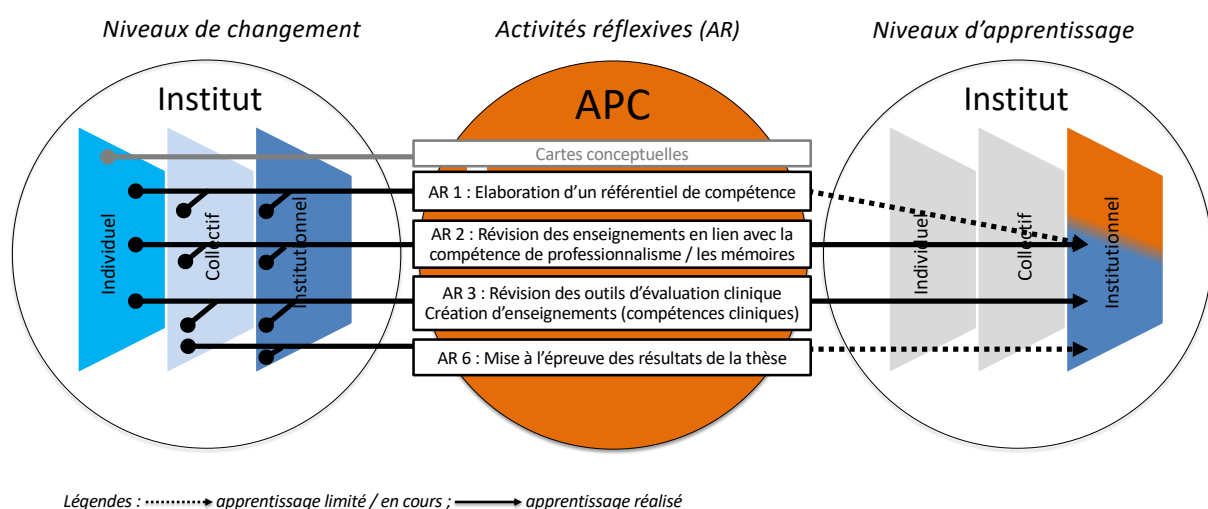 Niveaux de changement
Activités réflexives (AR)
Niveaux d'apprentissage
Institut
APC
Institut
Individuel
Collectif
Institutionnel
Cartes conceptuelles
AR 1 : Elaboration d'un référentiel de compétence
AR 2 : Révision des enseignements en lien avec la
compétence de professionnalisme / les mémoires
AR 3 : Révision des outils d'évaluation clinique
Création d'enseignements (compétences cliniques)
AR 6 : Mise à l'épreuve des résultats de la thèse
Individuel
Collectif
Institutionnel
Légendes : apprentissage limité / en cours ; apprentissage réalisé